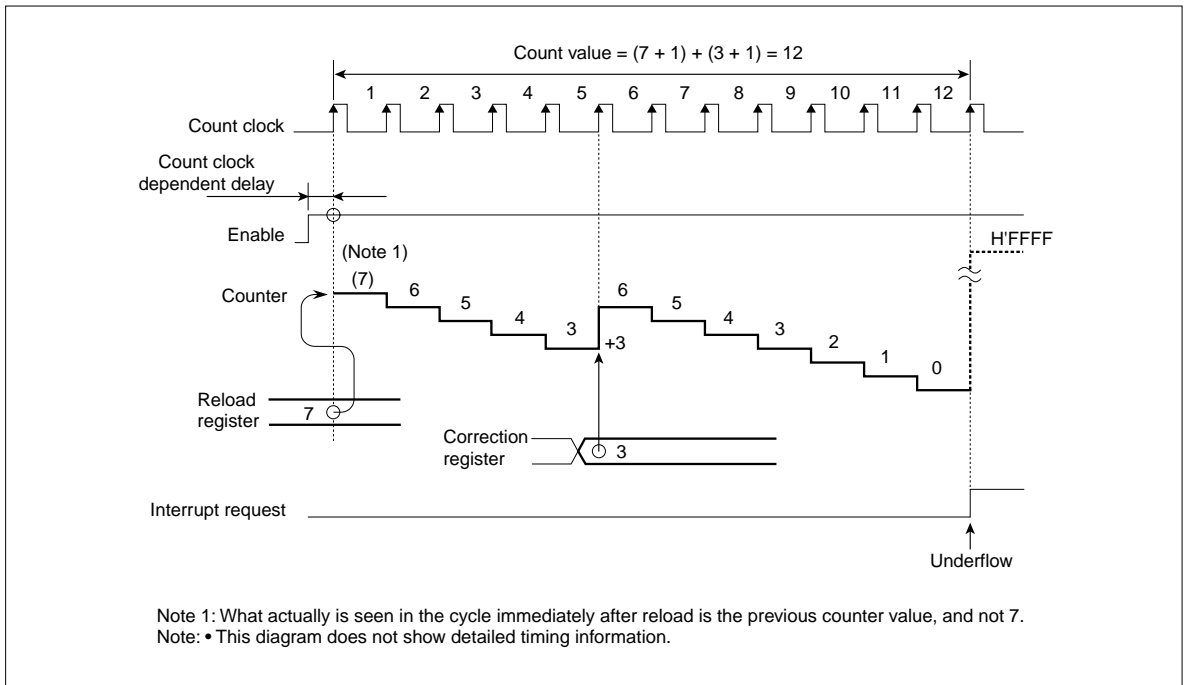 Count value = (7 + 1) + (3 + 1) = 12
1 2 3 4 5 6 7 8 9 10 11 12
Count clock
Count clock
dependent delay
Enable
H'FFFF
(Note 1)
(7)
Counter
6 5 4 3 6 5 4 3 2 1 0
+3
Reload
register
7
Correction
register
3
Interrupt request
Underflow
Note 1: What actually is seen in the cycle immediately after reload is the previous counter value, and not 7.
Note: • This diagram does not show detailed timing information.